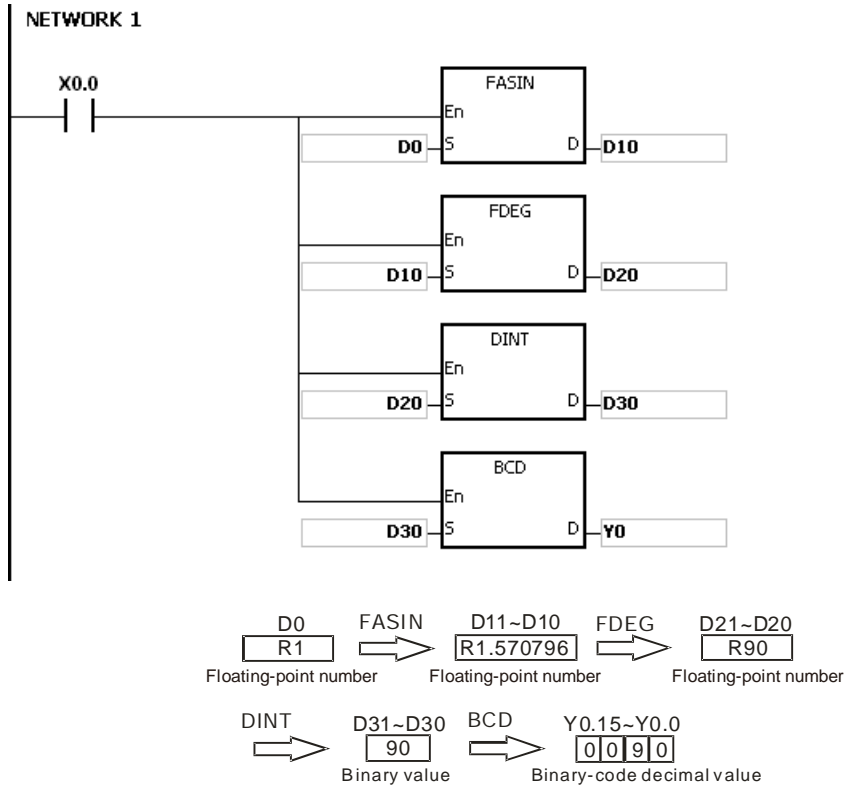 NETWORK 1
X0.0
FASIN
En
D0 S D D10
FDEG
En
D10 S D D20
DINT
En
D20 S D D30
BCD
En
D30 S D Y0
D0 FASIN D11~D10 FDEG D21~D20
R1 R1.570796 R90
Floating-point number Floating-point number Floating-point number
DINT D31~D30 BCD Y0.15~Y0.0
90 0 0 9 0
Binary value Binary-code decimal value